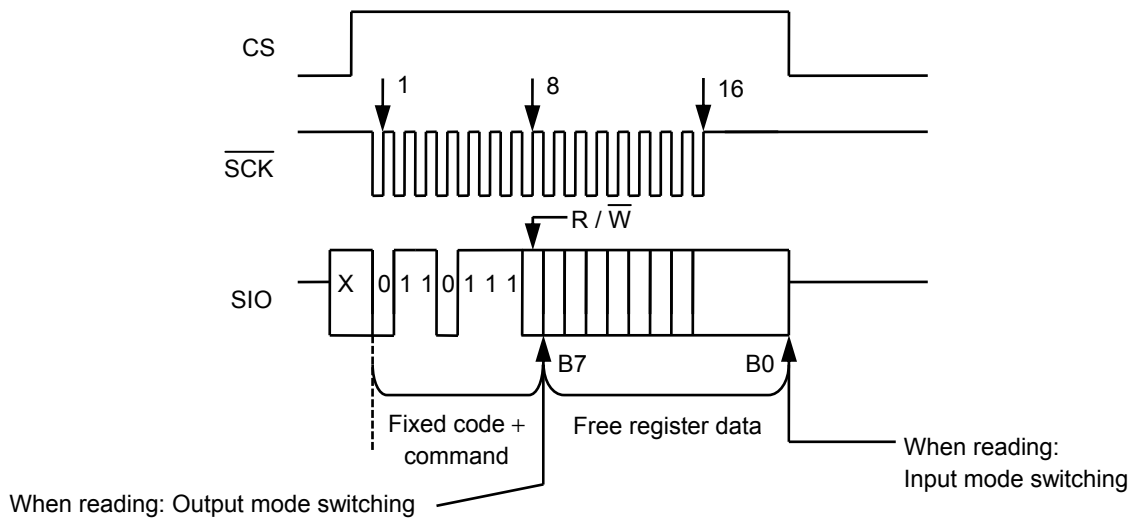 CS
1 8 16
SCK
R / W
X 0 1 1 0 1 1 1
SIO
B7 B0
Fixed code +
command
Free register data
When reading:
Input mode switching
When reading: Output mode switching